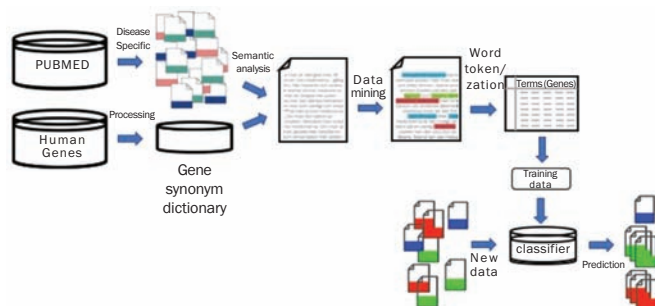 Disease
Specific
PUBMED
Semantic
analysis
Data
mining
Word
token/
zation
Terms (Genes)
Human
Genes
Processing
Gene
synonym
dictionary
Training
data
New
data
classifier
Prediction